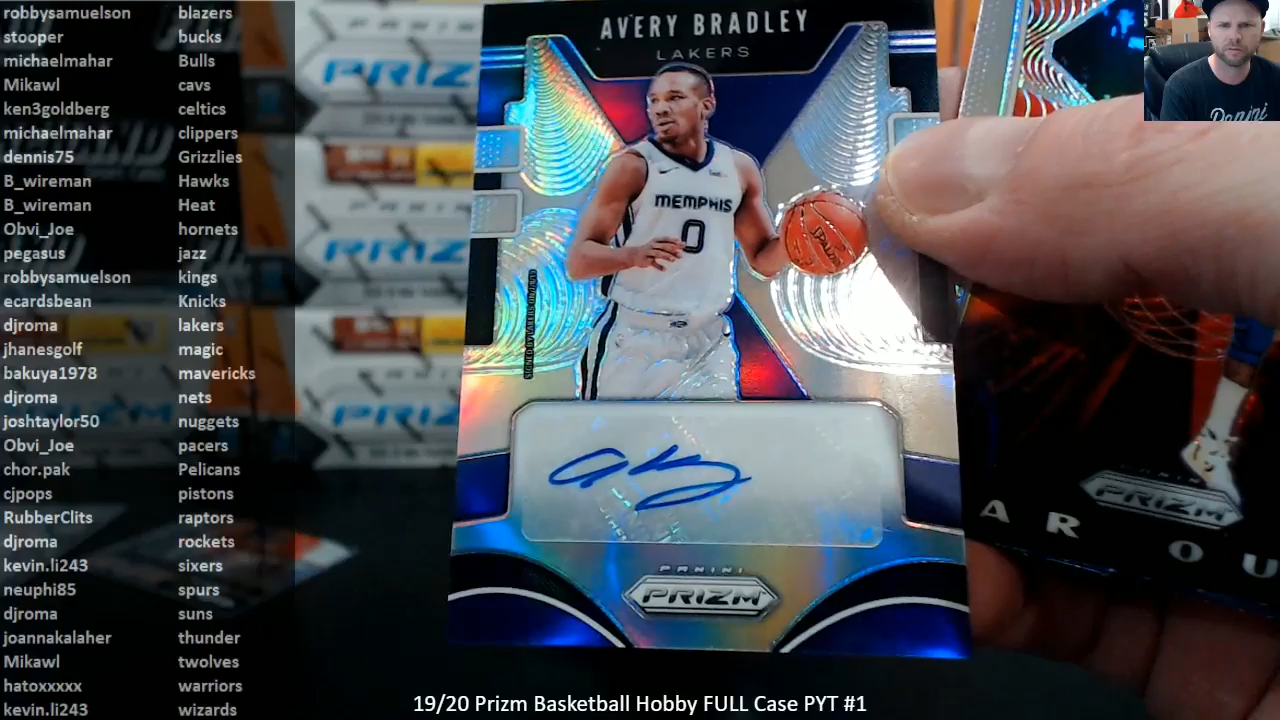 robbysamuelson blazers
stooper bucks
michaelmahar Bulls
Mikawl cavs
ken3goldberg celtics
michaelmahar clippers
dennis75 Grizzlies
B_wireman Hawks
B_wireman Heat
Obvi_Joe hornets
pegasus jazz
robbysamuelson kings
ecardsbean Knicks
djroma lakers
jhanesgolf magic
bakuya1978 mavericks
djroma nets
joshtaylor50 nuggets
Obvi_Joe pacers
chor.pak Pelicans
cjpops pistons
RubberClits raptors
djroma rockets
kevin.li243 sixers
neuphi85 spurs
djroma suns
joannakalaher thunder
Mikawl twolves
hatoxxxxx warriors
kevin.li243 wizards
PRIZM
PRIZM
PRIZM
AVERY BRADLEY
LAKERS
MEMPHIS
0
SPALDING
PANINI
PRIZM
PRIZM
AR OU
Panini
19/20 Prizm Basketball Hobby FULL Case PYT #1